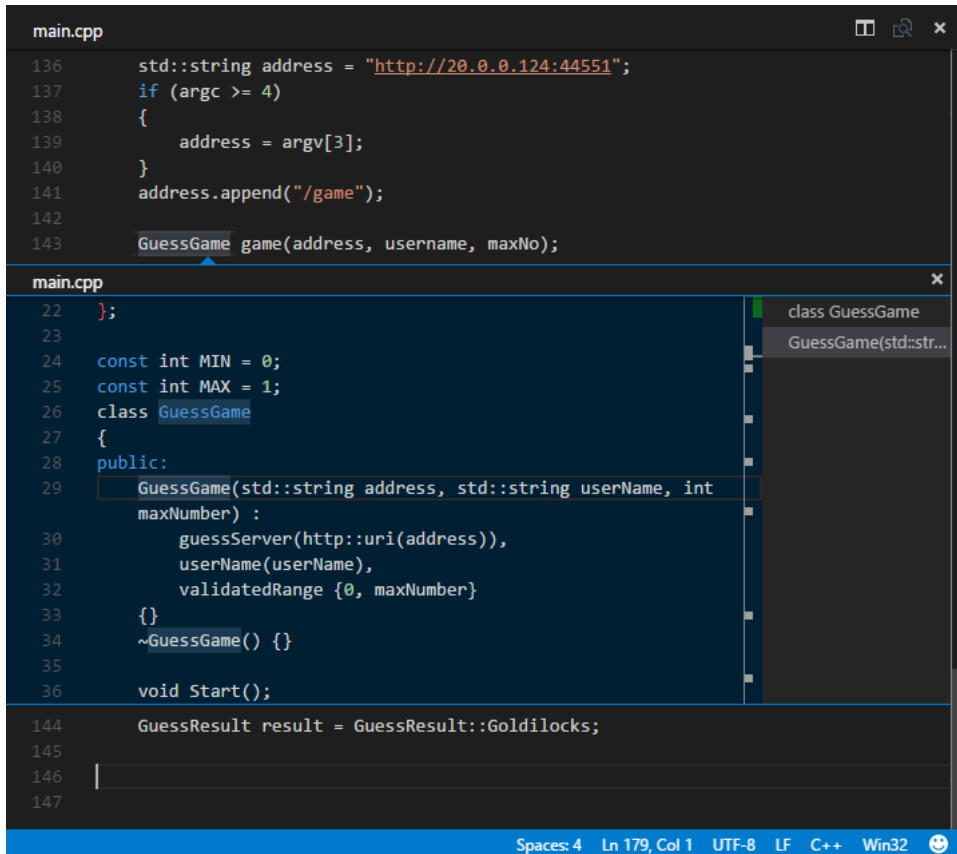 main.cpp
136 std::string address = "http://20.0.0.124:44551";
137 if (argc >= 4)
138 {
139 address = argv[3];
140 }
141 address.append("/game");
142
143 GuessGame game(address, username, maxNo);
main.cpp
22 };
23
24 const int MIN = 0;
25 const int MAX = 1;
26 class GuessGame
27 {
28 public:
29 GuessGame(std::string address, std::string userName, int
maxNumber) :
30 guessServer(http::uri(address)),
31 userName(userName),
32 validatedRange {0, maxNumber}
33 {}
34 ~GuessGame() {}
35
36 void Start();
class GuessGame
GuessGame(std::str...
144 GuessResult result = GuessResult::Goldilocks;
145
146
147
Spaces: 4 Ln 179, Col 1 UTF-8 LF C++ Win32